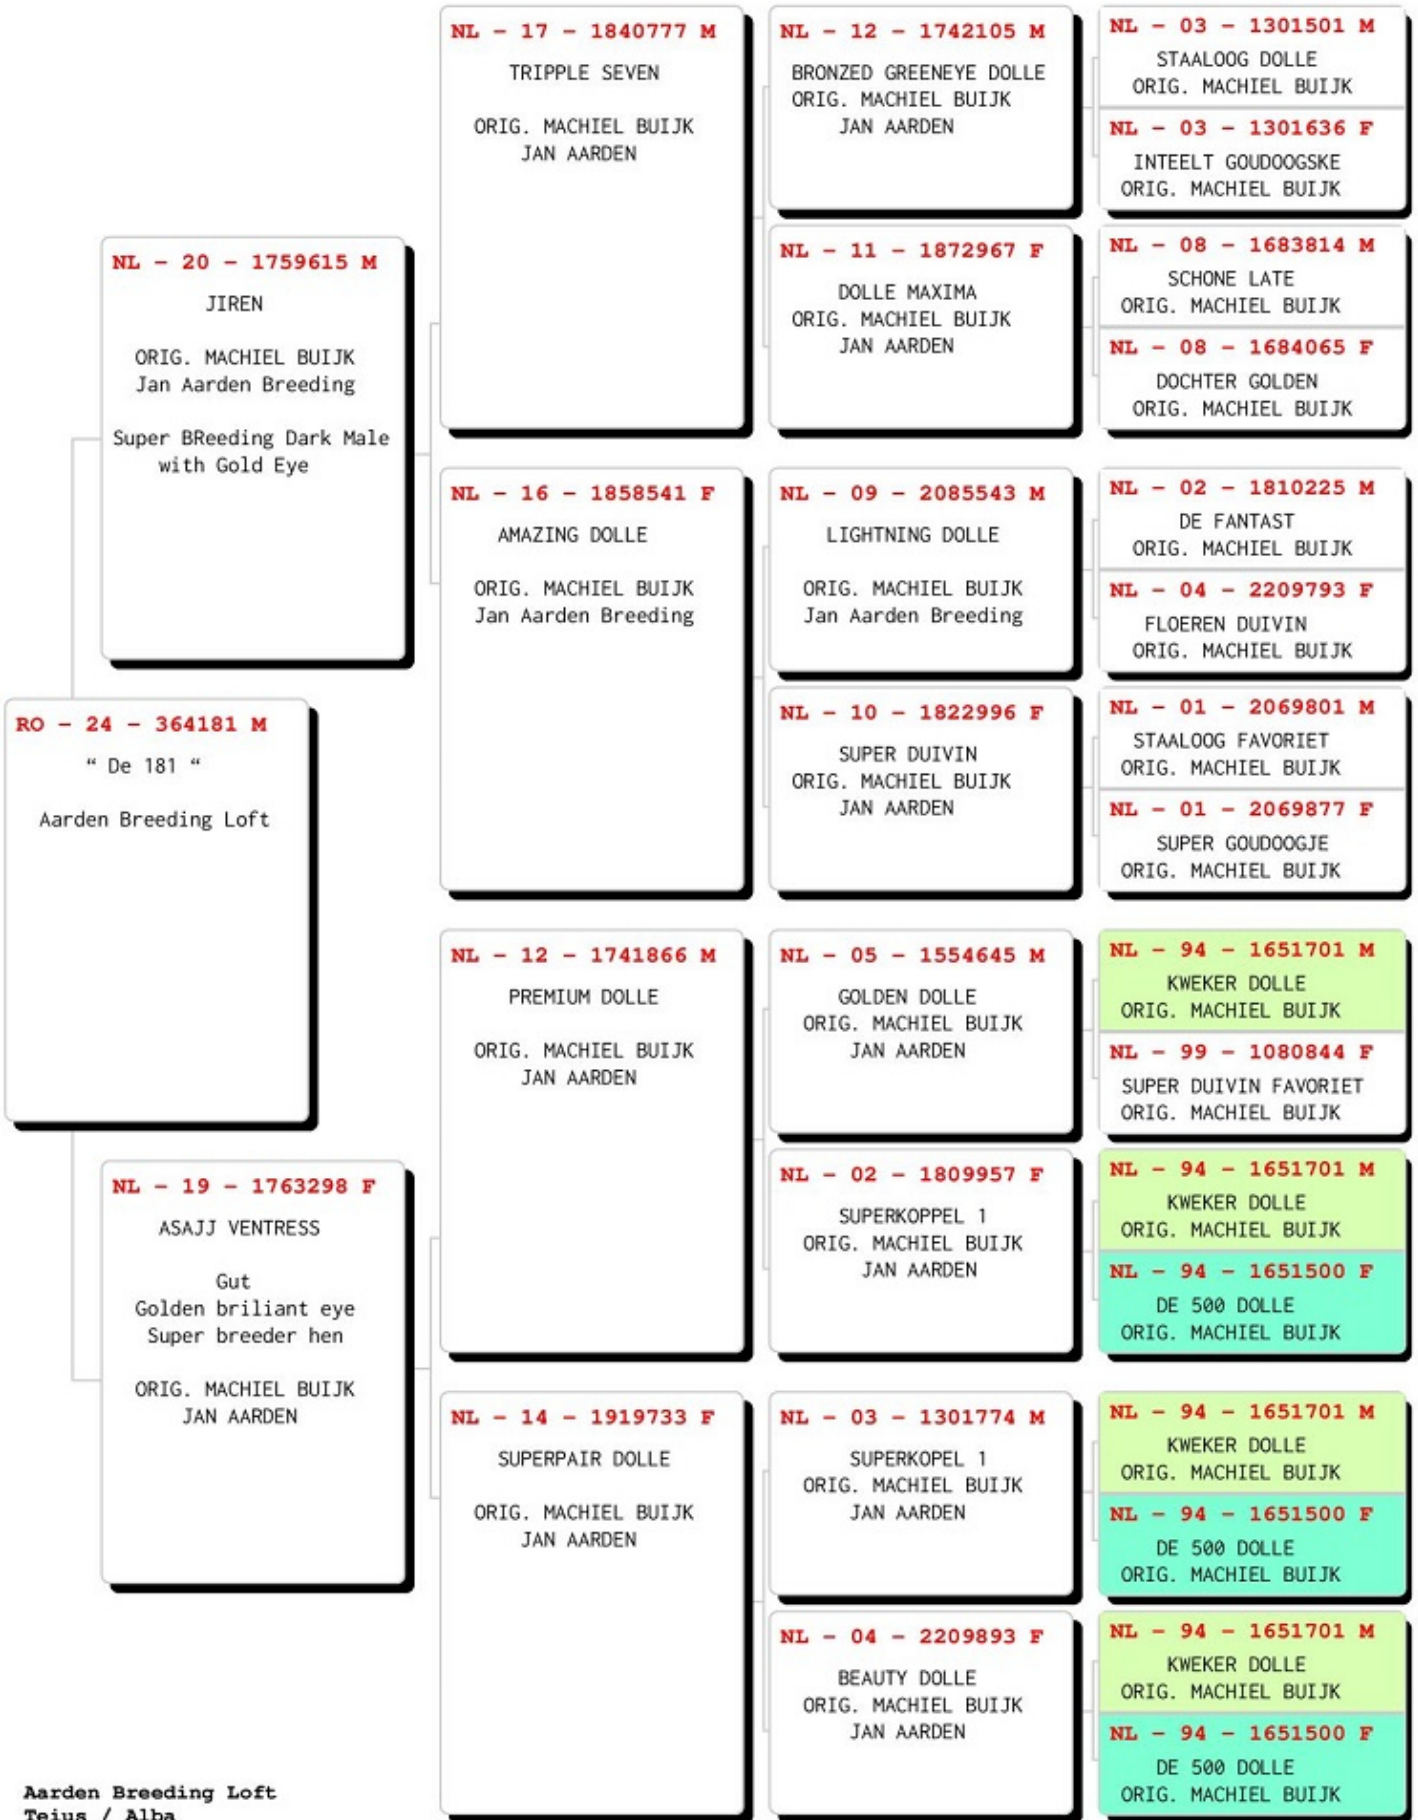 NL - 17 - 1840777 M
TRIPPLE SEVEN
ORIG. MACHIEL BUIJK
JAN AARDEN
NL - 12 - 1742105 M
BRONZED GREENEYE DOLLE
ORIG. MACHIEL BUIJK
JAN AARDEN
NL - 03 - 1301501 M
STAALOOG DOLLE
ORIG. MACHIEL BUIJK
NL - 03 - 1301636 F
INTEELT GOUDOOGSKE
ORIG. MACHIEL BUIJK
NL - 11 - 1872967 F
DOLLE MAXIMA
ORIG. MACHIEL BUIJK
JAN AARDEN
NL - 08 - 1683814 M
SCHONE LATE
ORIG. MACHIEL BUIJK
NL - 08 - 1684065 F
DOCHTER GOLDEN
ORIG. MACHIEL BUIJK
NL - 20 - 1759615 M
JIREN
ORIG. MACHIEL BUIJK
Jan Aarden Breeding
Super BReeding Dark Male
with Gold Eye
NL - 16 - 1858541 F
AMAZING DOLLE
ORIG. MACHIEL BUIJK
Jan Aarden Breeding
NL - 09 - 2085543 M
LIGHTNING DOLLE
ORIG. MACHIEL BUIJK
Jan Aarden Breeding
NL - 02 - 1810225 M
DE FANTAST
ORIG. MACHIEL BUIJK
NL - 04 - 2209793 F
FLOEREN DUIVIN
ORIG. MACHIEL BUIJK
NL - 10 - 1822996 F
SUPER DUIVIN
ORIG. MACHIEL BUIJK
JAN AARDEN
NL - 01 - 2069801 M
STAALOOG FAVORIET
ORIG. MACHIEL BUIJK
NL - 01 - 2069877 F
SUPER GOUDOOGJE
ORIG. MACHIEL BUIJK
RO - 24 - 364181 M
“ De 181 “
Aarden Breeding Loft
NL - 12 - 1741866 M
PREMIUM DOLLE
ORIG. MACHIEL BUIJK
JAN AARDEN
NL - 05 - 1554645 M
GOLDEN DOLLE
ORIG. MACHIEL BUIJK
JAN AARDEN
NL - 94 - 1651701 M
KWEKER DOLLE
ORIG. MACHIEL BUIJK
NL - 99 - 1080844 F
SUPER DUIVIN FAVORIET
ORIG. MACHIEL BUIJK
NL - 02 - 1809957 F
SUPERKOPPEL 1
ORIG. MACHIEL BUIJK
JAN AARDEN
NL - 94 - 1651701 M
KWEKER DOLLE
ORIG. MACHIEL BUIJK
NL - 94 - 1651500 F
DE 500 DOLLE
ORIG. MACHIEL BUIJK
NL - 19 - 1763298 F
ASAJJ VENTRESS
Gut
Golden briliant eye
Super breeder hen
ORIG. MACHIEL BUIJK
JAN AARDEN
NL - 14 - 1919733 F
SUPERPAIR DOLLE
ORIG. MACHIEL BUIJK
JAN AARDEN
NL - 03 - 1301774 M
SUPERKOPEL 1
ORIG. MACHIEL BUIJK
JAN AARDEN
NL - 94 - 1651701 M
KWEKER DOLLE
ORIG. MACHIEL BUIJK
NL - 94 - 1651500 F
DE 500 DOLLE
ORIG. MACHIEL BUIJK
NL - 04 - 2209893 F
BEAUTY DOLLE
ORIG. MACHIEL BUIJK
JAN AARDEN
NL - 94 - 1651701 M
KWEKER DOLLE
ORIG. MACHIEL BUIJK
NL - 94 - 1651500 F
DE 500 DOLLE
ORIG. MACHIEL BUIJK
Aarden Breeding Loft
Teius / Alba